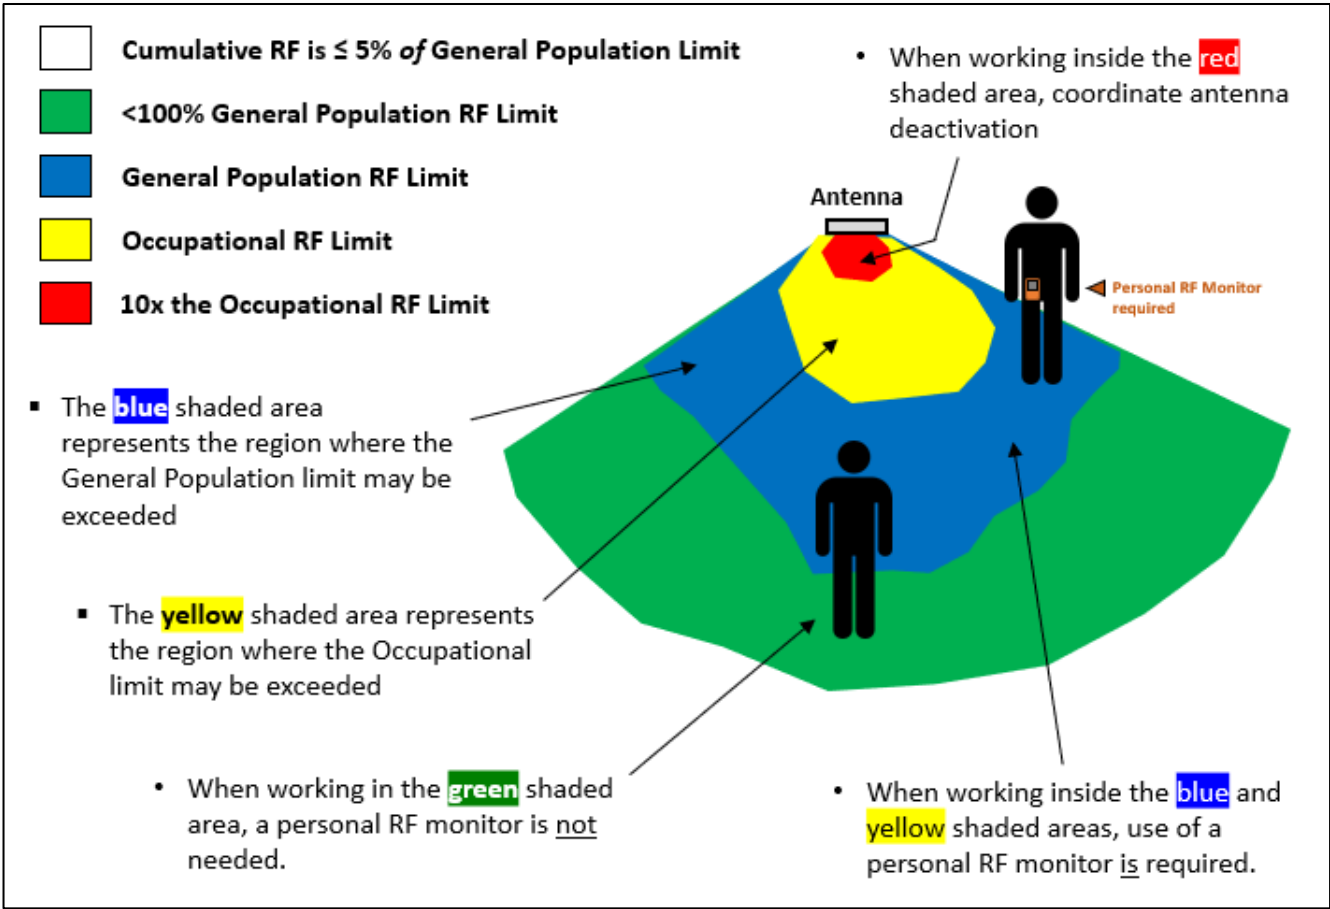 Cumulative RF is ≤ 5% of General Population Limit
<100% General Population RF Limit
General Population RF Limit
Occupational RF Limit
10x the Occupational RF Limit
• When working inside the red
shaded area, coordinate antenna
deactivation
Antenna
Personal RF Monitor
required
▪ The blue shaded area
represents the region where the
General Population limit may be
exceeded
▪ The yellow shaded area represents
the region where the Occupational
limit may be exceeded
• When working in the green shaded
area, a personal RF monitor is not
needed.
• When working inside the blue and
yellow shaded areas, use of a
personal RF monitor is required.